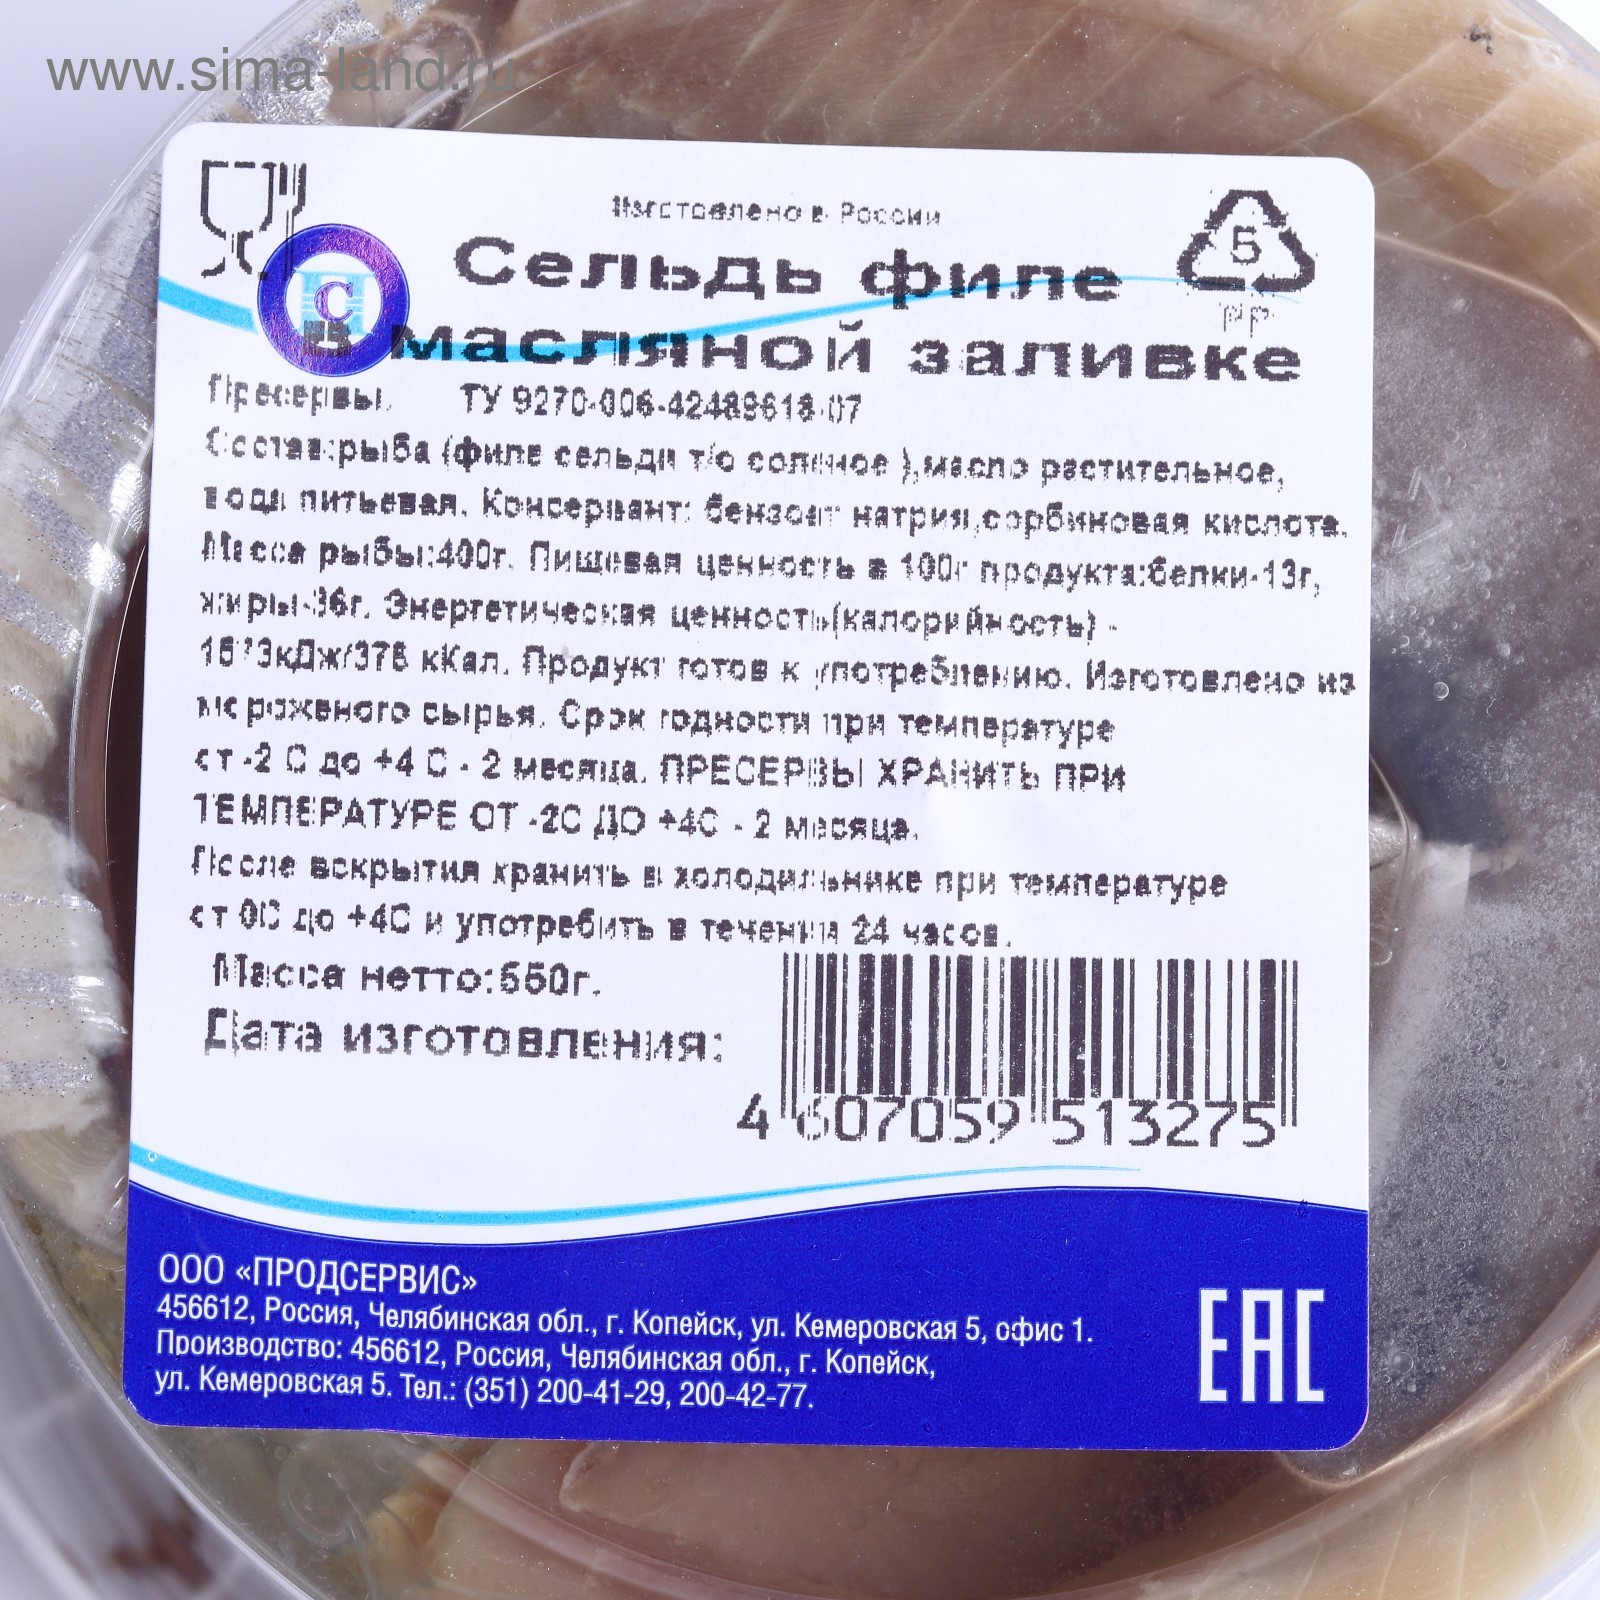 www.sima-land.ru
Изготовлено в России
Сельдь филе
5
в масляной заливке
PP
С
Пресервы. ТУ 9270-006-42489618-07
Состав:рыба (филе сельди т/о соленое ),масло растительное,
вода питьевая. Консервант: бензоат натрия,сорбиновая кислота.
Масса рыбы:400г. Пищевая ценность в 100г продукта:белки-13г,
жиры-36г. Энергетическая ценность(калорийность) -
кКал. Продукт готов к употреблению. Изготовлено из
мороженого сырья. Срок годности при температуре
от -2 С до +4 С - 2 месяца. ПРЕСЕРВЫ ХРАНИТЬ ПРИ
ТЕМПЕРАТУРЕ ОТ -2С ДО +4С - 2 месяца.
После вскрытия хранить в холодильнике при температуре
от 0С до +4С и употребить в течении 24 часов.
Масса нетто:
Дата изготовления:
4 607059 513275
ООО «ПРОДСЕРВИС»
456612, Россия, Челябинская обл., г. Копейск, ул. Кемеровская 5, офис 1.
Производство: 456612, Россия, Челябинская обл., г. Копейск,
ул. Кемеровская 5. Тел.: (351) 200-41-29, 200-42-77.
EAC